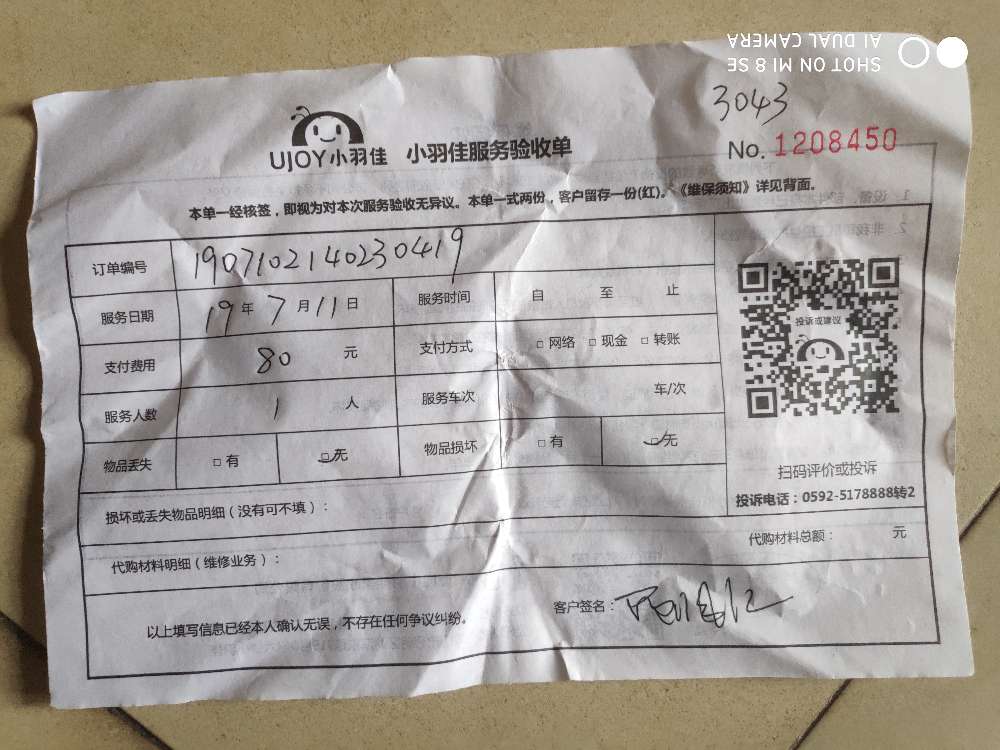 SHOT ON MI 8 SE
AI DUAL CAMERA
3043
UJOY小羽佳 小羽佳服务验收单
No. 1208450
本单一经核签，即视为对本次服务验收无异议。本单一式两份，客户留存一份(红)。《维保须知》详见背面。
订单编号 1907102140230419
服务日期 19年7月11日 服务时间 自 至 止
支付费用 80 元 支付方式 □网络 □现金 □转账
服务人数 1 人 服务车次 车/次
物品丢失 □有 □无 物品损坏 □有 □无
投诉或建议
扫码评价或投诉
投诉电话：0592-5178888转2
损坏或丢失物品明细（没有可不填）：
代购材料明细（维修业务）： 代购材料总额： 元
以上填写信息已经本人确认无误，不存在任何争议纠纷。 客户签名：